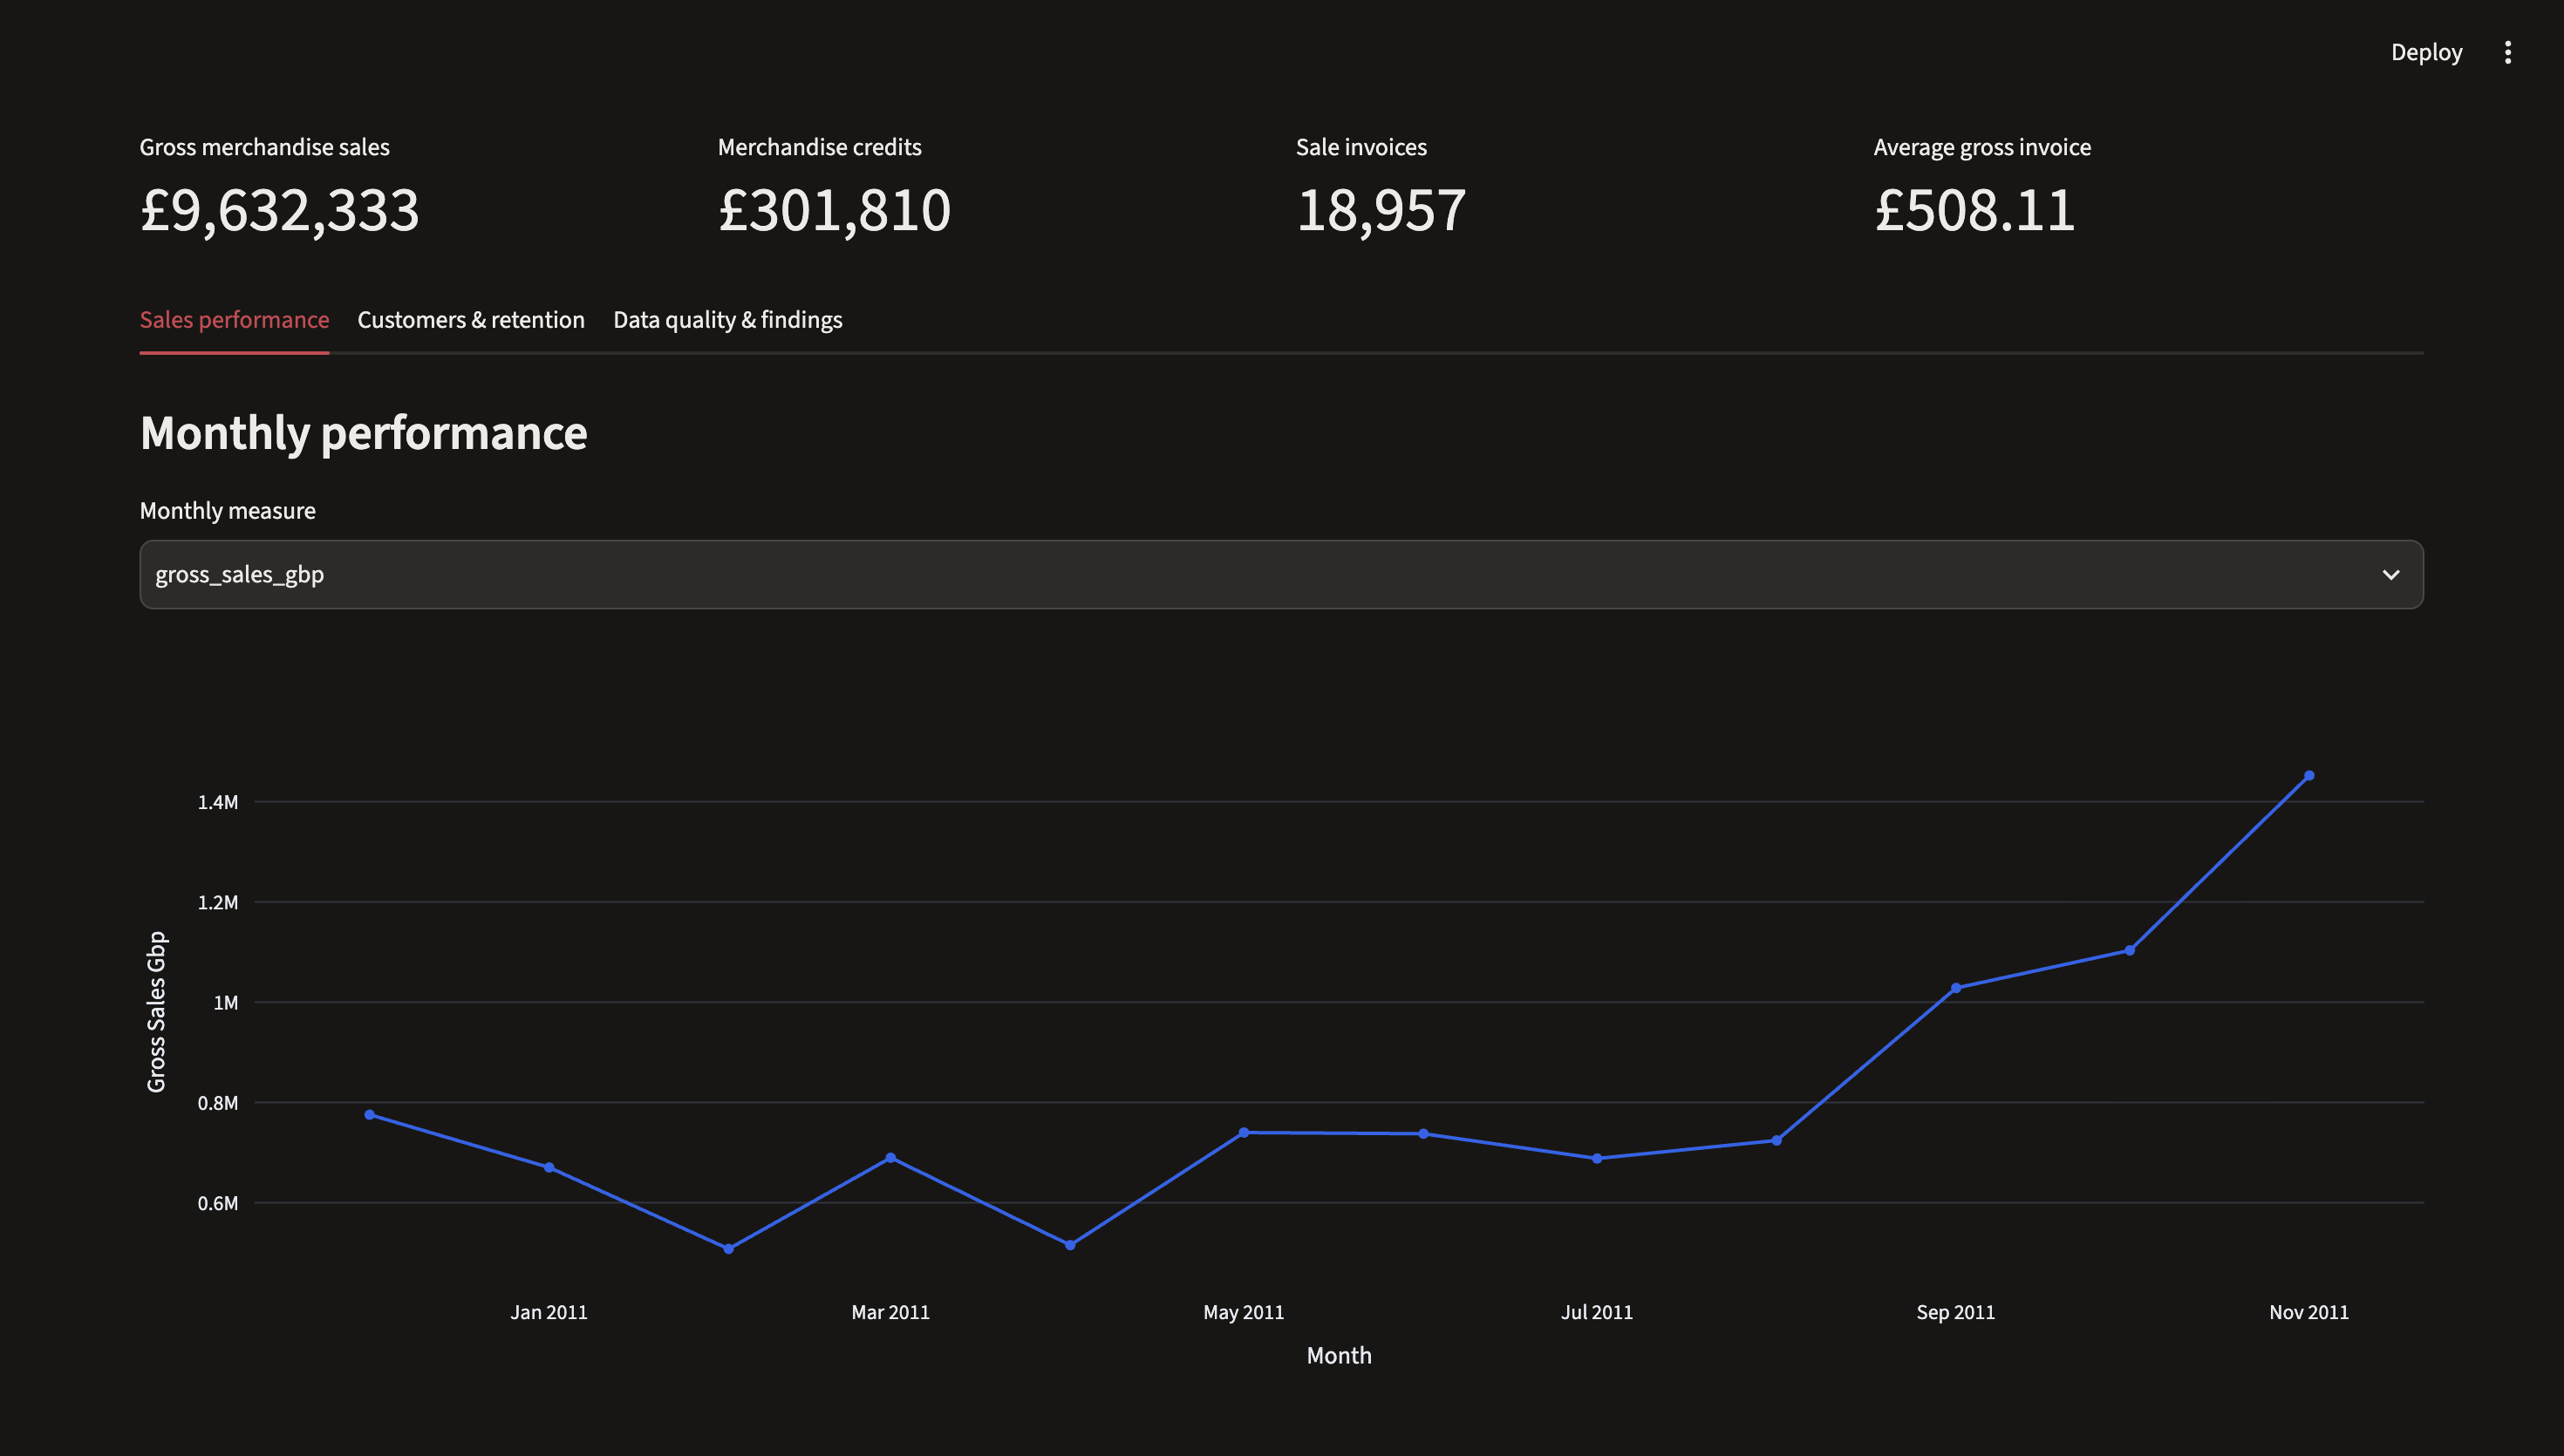 Deploy
Gross merchandise sales
£9,632,333
Merchandise credits
£301,810
Sale invoices
18,957
Average gross invoice
£508.11
Sales performance
Customers & retention
Data quality & findings
Monthly performance
Monthly measure
gross_sales_gbp
Gross Sales Gbp
1.4M
1.2M
1M
0.8M
0.6M
Jan 2011
Mar 2011
May 2011
Jul 2011
Sep 2011
Nov 2011
Month